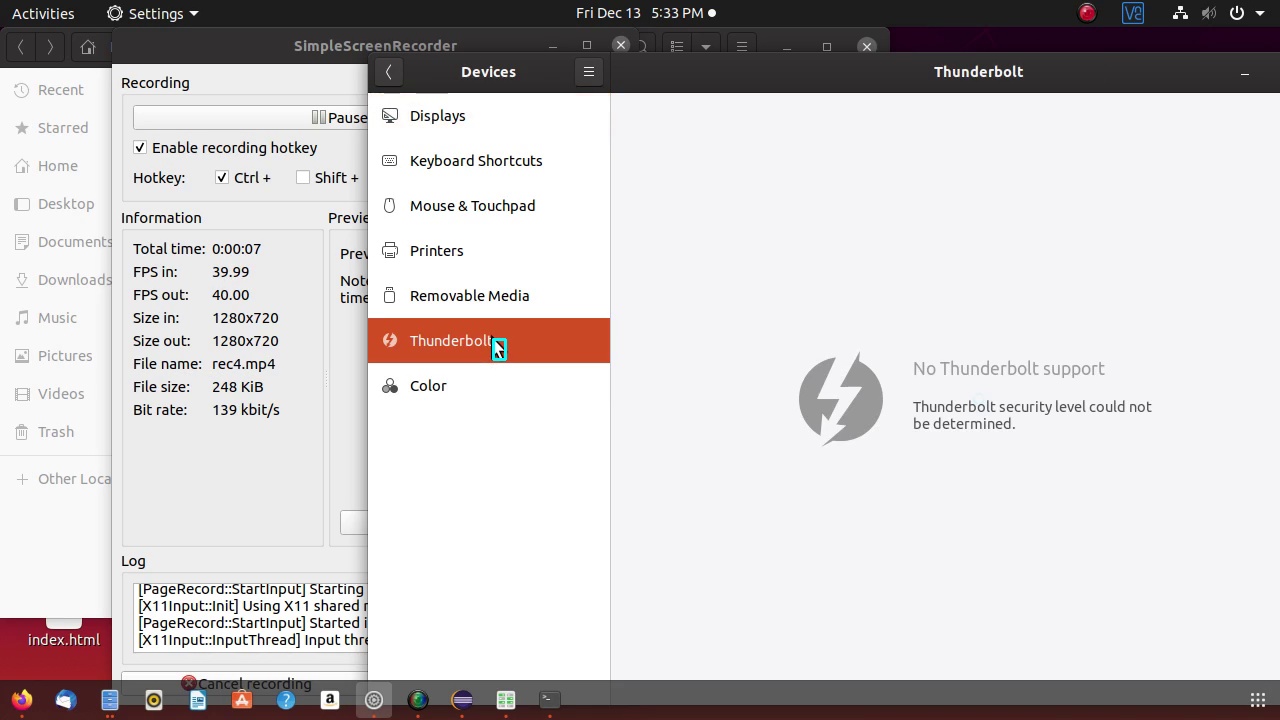 Activities
Settings
Fri Dec 13 5:33 PM
SimpleScreenRecorder
Devices
Thunderbolt
Recent
Starred
Home
Desktop
Documents
Downloads
Music
Pictures
Videos
Trash
Other Loca
index.html
Recording
Pause
Enable recording hotkey
Hotkey:
Ctrl +
Shift +
Information
Previe
Total time: 0:00:07
FPS in: 39.99
FPS out: 40.00
Size in: 1280x720
Size out: 1280x720
File name: rec4.mp4
File size: 248 KiB
Bit rate: 139 kbit/s
Prev
Note
time
Log
[PageRecord::StartInput] Starting
[X11Input::Init] Using X11 shared
[PageRecord::StartInput] Started i
[X11Input::InputThread] Input thre
Cancel recording
Displays
Keyboard Shortcuts
Mouse & Touchpad
Printers
Removable Media
Thunderbolt
Color
No Thunderbolt support
Thunderbolt security level could not
be determined.